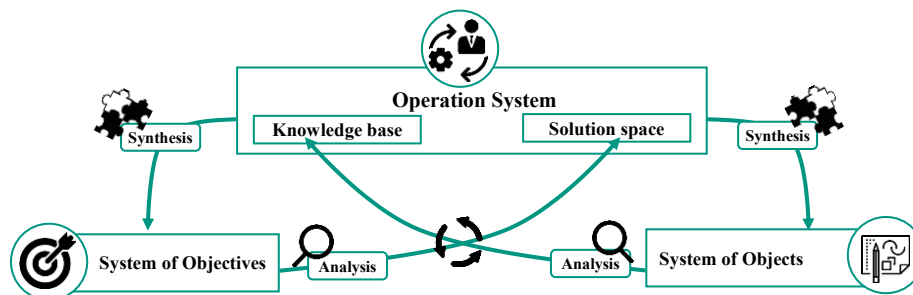 Operation System
Knowledge base
Solution space
Synthesis
Synthesis
System of Objectives
Analysis
Analysis
System of Objects